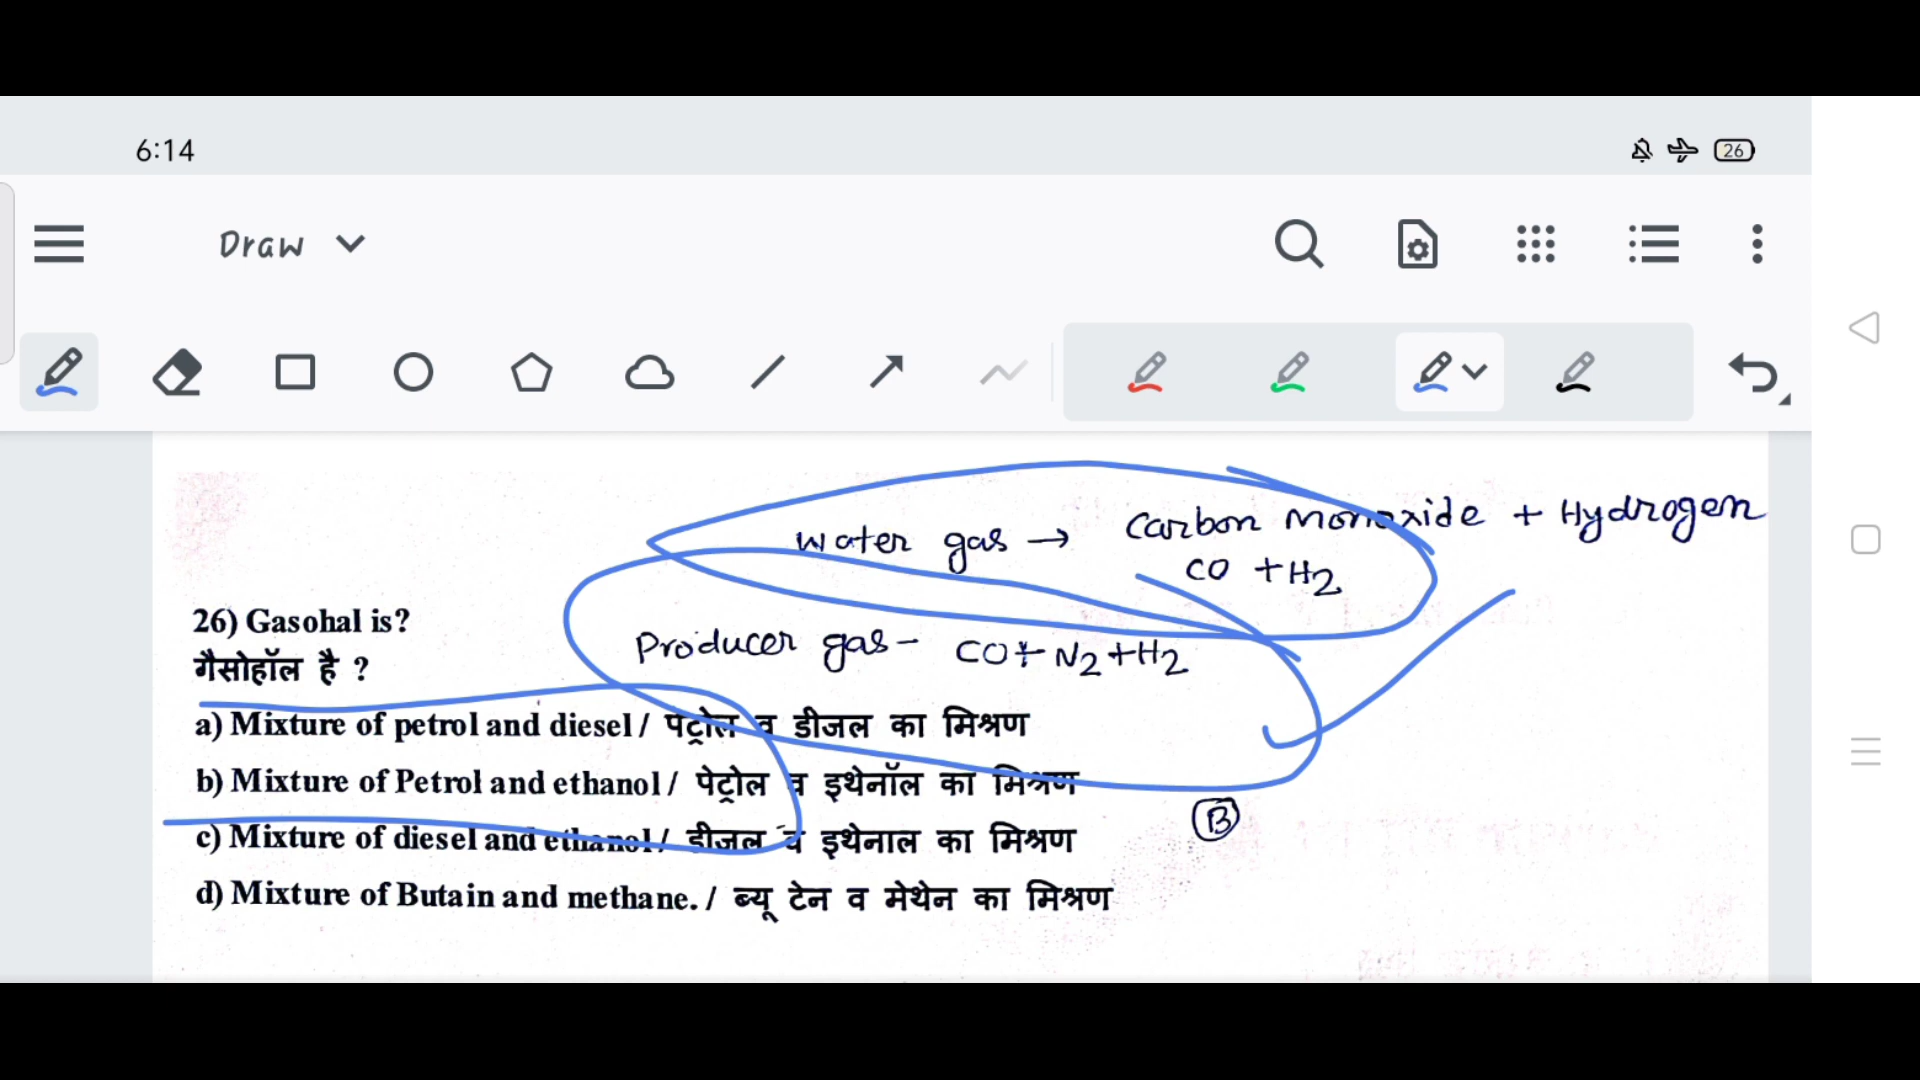 6:14
26
Draw
Water gas → Carbon Monoxide + Hydrogen
CO + H2
26) Gasohal is?
Producer gas - CO + N2 + H2
गैसोहॉल है ?
a) Mixture of petrol and diesel / पेट्रोल व डीजल का मिश्रण
b) Mixture of Petrol and ethanol / पेट्रोल व इथेनॉल का मिश्रण
B
c) Mixture of diesel and ethanol / डीजल व इथेनाल का मिश्रण
d) Mixture of Butain and methane. / ब्यू टेन व मेथेन का मिश्रण